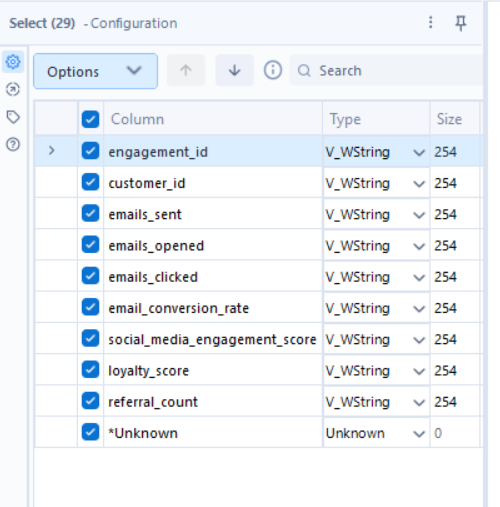 Select (29) - Configuration
Options Search
Column Type Size
engagement_id V_WString 254
customer_id V_WString 254
emails_sent V_WString 254
emails_opened V_WString 254
emails_clicked V_WString 254
email_conversion_rate V_WString 254
social_media_engagement_score V_WString 254
loyalty_score V_WString 254
referral_count V_WString 254
*Unknown Unknown 0